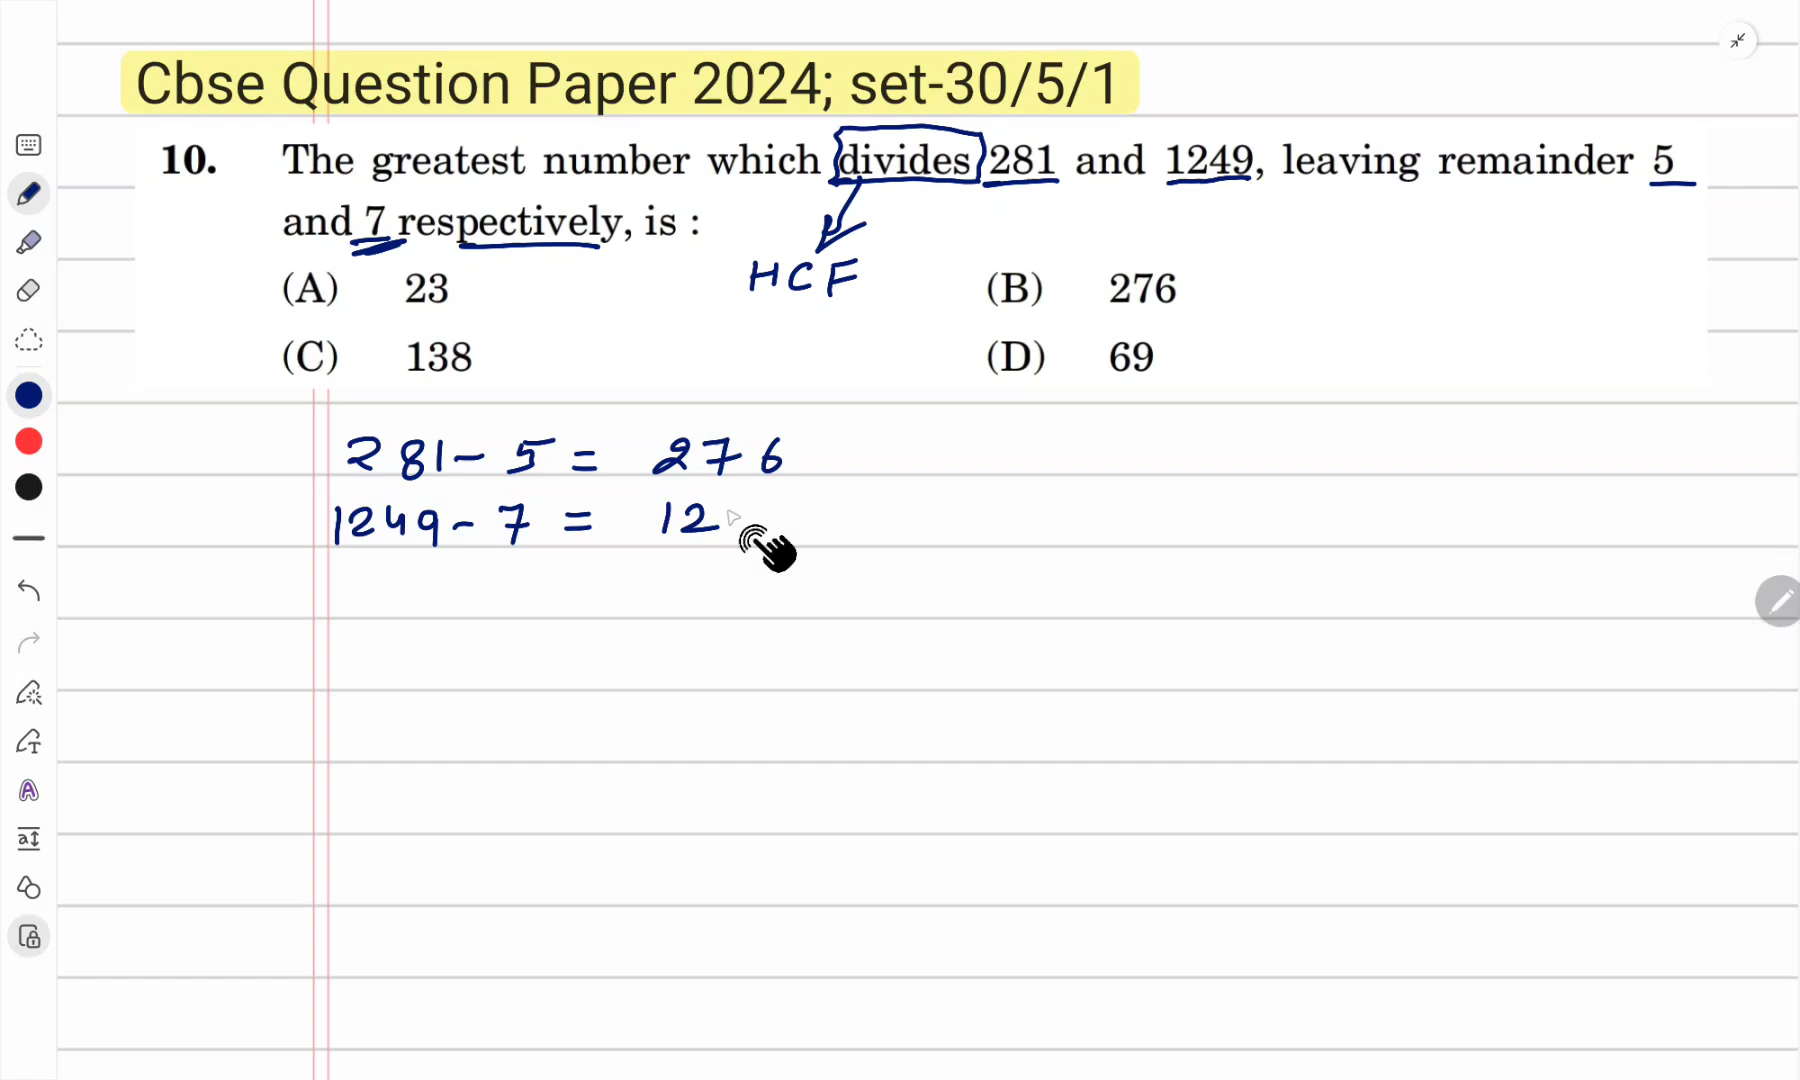 Cbse Question Paper 2024; set-30/5/1
10. The greatest number which divides 281 and 1249, leaving remainder 5
and 7 respectively, is :
HCF
(A) 23 (B) 276
(C) 138 (D) 69
281 - 5 = 276
1249 - 7 = 12